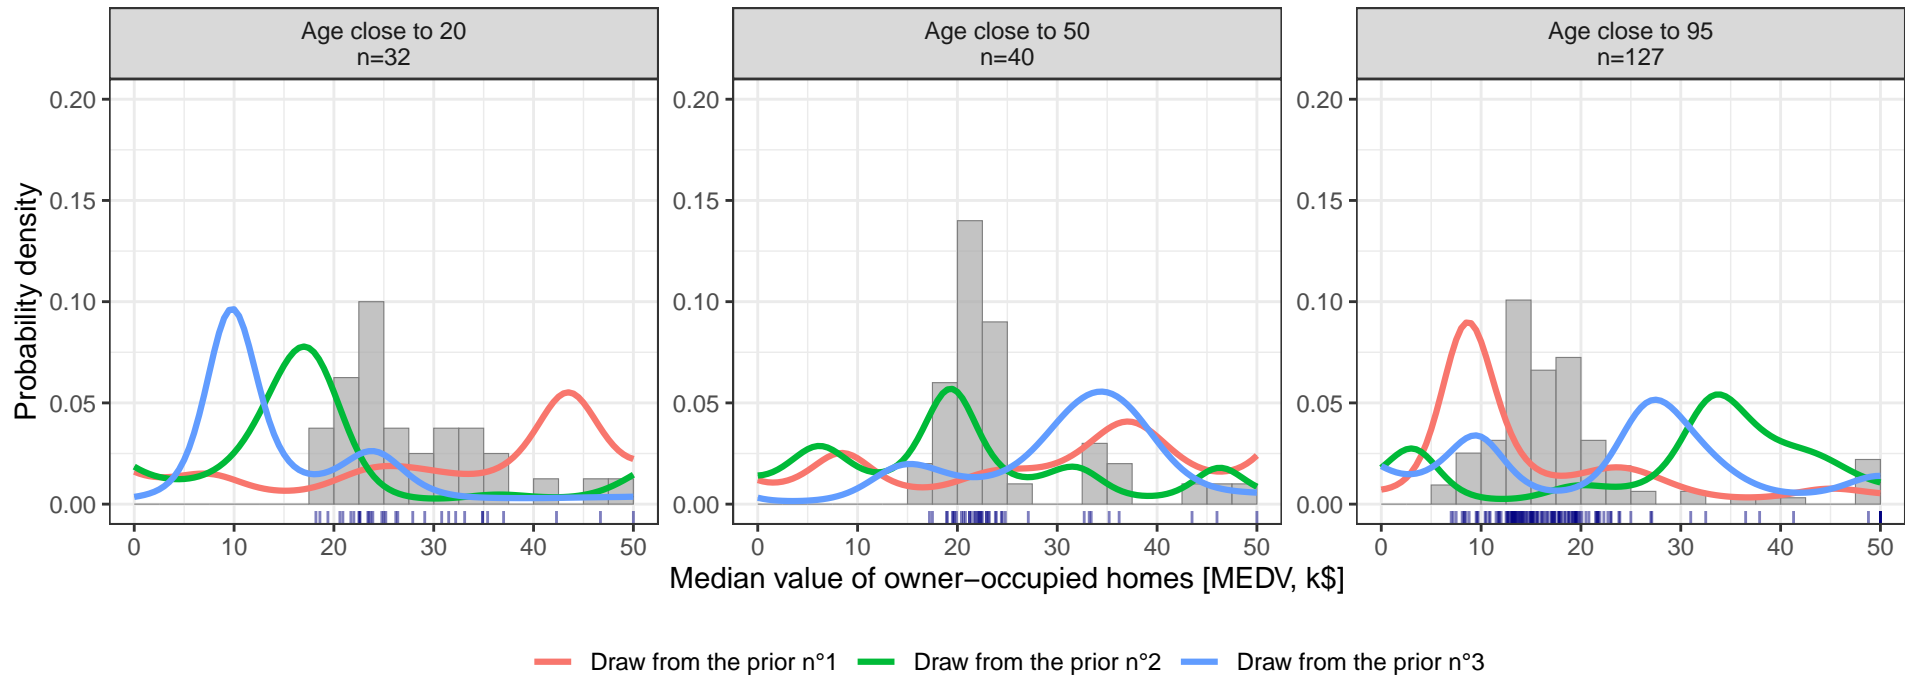 Age close to 20
n=32
Age close to 50
n=40
Age close to 95
n=127
Probability density
0.20
0.15
0.10
0.05
0.00
0.20
0.15
0.10
0.05
0.00
0.20
0.15
0.10
0.05
0.00
0 10 20 30 40 50
0 10 20 30 40 50
0 10 20 30 40 50
Median value of owner−occupied homes [MEDV, k$]
Draw from the prior n°1 Draw from the prior n°2 Draw from the prior n°3